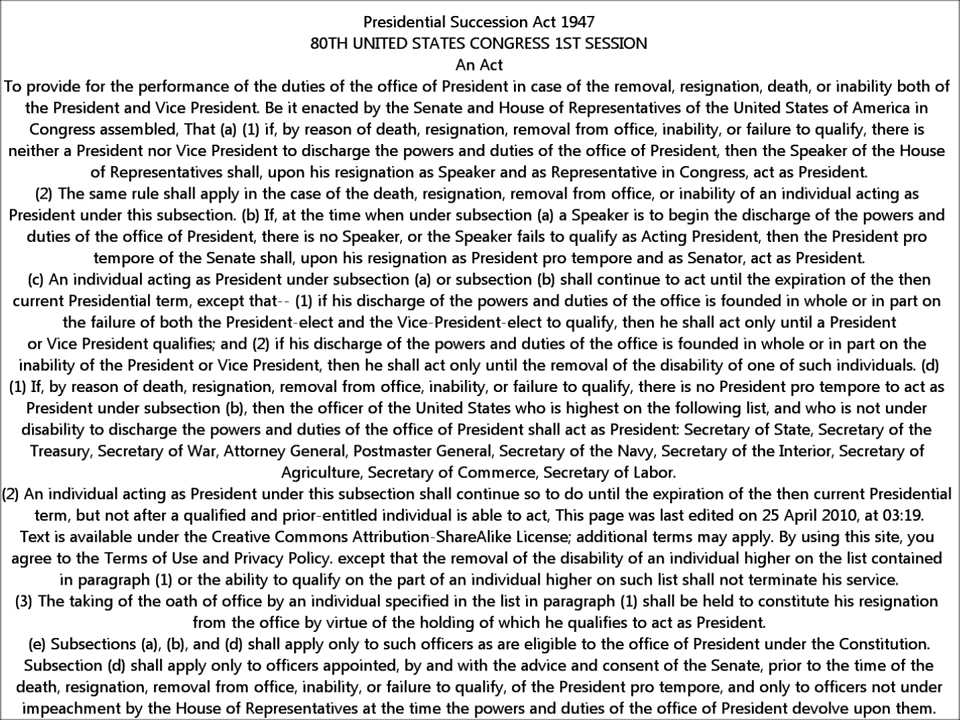 Presidential Succession Act 1947
80TH UNITED STATES CONGRESS 1ST SESSION
An Act
To provide for the performance of the duties of the office of President in case of the removal, resignation, death, or inability both of
the President and Vice President. Be it enacted by the Senate and House of Representatives of the United States of America in
Congress assembled, That (a) (1) if, by reason of death, resignation, removal from office, inability, or failure to qualify, there is
neither a President nor Vice President to discharge the powers and duties of the office of President, then the Speaker of the House
of Representatives shall, upon his resignation as Speaker and as Representative in Congress, act as President.
(2) The same rule shall apply in the case of the death, resignation, removal from office, or inability of an individual acting as
President under this subsection. (b) If, at the time when under subsection (a) a Speaker is to begin the discharge of the powers and
duties of the office of President, there is no Speaker, or the Speaker fails to qualify as Acting President, then the President pro
tempore of the Senate shall, upon his resignation as President pro tempore and as Senator, act as President.
(c) An individual acting as President under subsection (a) or subsection (b) shall continue to act until the expiration of the then
current Presidential term, except that-- (1) if his discharge of the powers and duties of the office is founded in whole or in part on
the failure of both the President-elect and the Vice-President-elect to qualify, then he shall act only until a President
or Vice President qualifies; and (2) if his discharge of the powers and duties of the office is founded in whole or in part on the
inability of the President or Vice President, then he shall act only until the removal of the disability of one of such individuals. (d)
(1) If, by reason of death, resignation, removal from office, inability, or failure to qualify, there is no President pro tempore to act as
President under subsection (b), then the officer of the United States who is highest on the following list, and who is not under
disability to discharge the powers and duties of the office of President shall act as President: Secretary of State, Secretary of the
Treasury, Secretary of War, Attorney General, Postmaster General, Secretary of the Navy, Secretary of the Interior, Secretary of
Agriculture, Secretary of Commerce, Secretary of Labor.
(2) An individual acting as President under this subsection shall continue so to do until the expiration of the then current Presidential
term, but not after a qualified and prior-entitled individual is able to act, This page was last edited on 25 April 2010, at 03:19.
Text is available under the Creative Commons Attribution-ShareAlike License; additional terms may apply. By using this site, you
agree to the Terms of Use and Privacy Policy. except that the removal of the disability of an individual higher on the list contained
in paragraph (1) or the ability to qualify on the part of an individual higher on such list shall not terminate his service.
(3) The taking of the oath of office by an individual specified in the list in paragraph (1) shall be held to constitute his resignation
from the office by virtue of the holding of which he qualifies to act as President.
(e) Subsections (a), (b), and (d) shall apply only to such officers as are eligible to the office of President under the Constitution.
Subsection (d) shall apply only to officers appointed, by and with the advice and consent of the Senate, prior to the time of the
death, resignation, removal from office, inability, or failure to qualify, of the President pro tempore, and only to officers not under
impeachment by the House of Representatives at the time the powers and duties of the office of President devolve upon them.